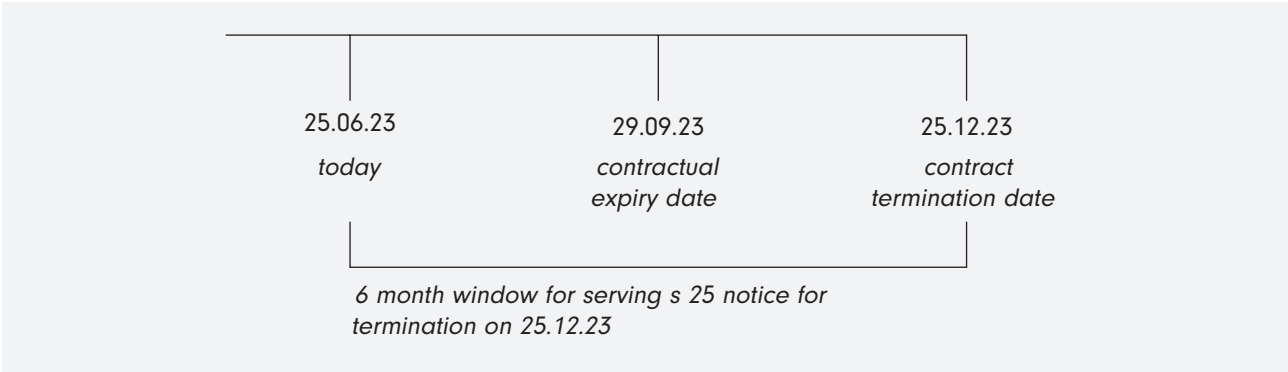 25.06.23
29.09.23
25.12.23
today
contractual
expiry date
contract
termination date
6 month window for serving s 25 notice for
termination on 25.12.23